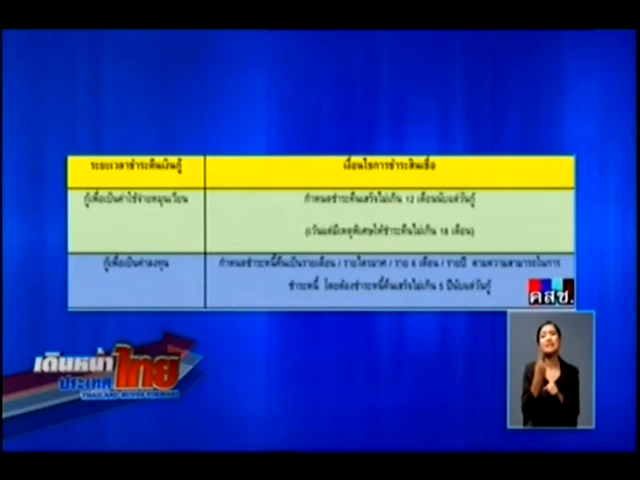 ระยะเวลาชำระคืนเงินกู้
เงื่อนไขการชำระสินเชื่อ
กู้เพื่อเป็นค่าใช้จ่ายหมุนเวียน
กำหนดชำระคืนเสร็จไม่เกิน 12 เดือนนับแต่วันกู้
(เว้นแต่มีเหตุพิเศษให้ชำระคืนไม่เกิน 18 เดือน)
กู้เพื่อเป็นค่าลงทุน
กำหนดชำระหนี้คืนเป็นรายเดือน / รายไตรมาศ / ราย 6 เดือน / รายปี ตามความสามารถในการ
ชำระหนี้ โดยต้องชำระหนี้คืนเสร็จไม่เกิน 5 ปีนับแต่วันกู้
คสช.
เดินหน้า
ประเทศ
ไทย
THAILAND MOVES FORWARD